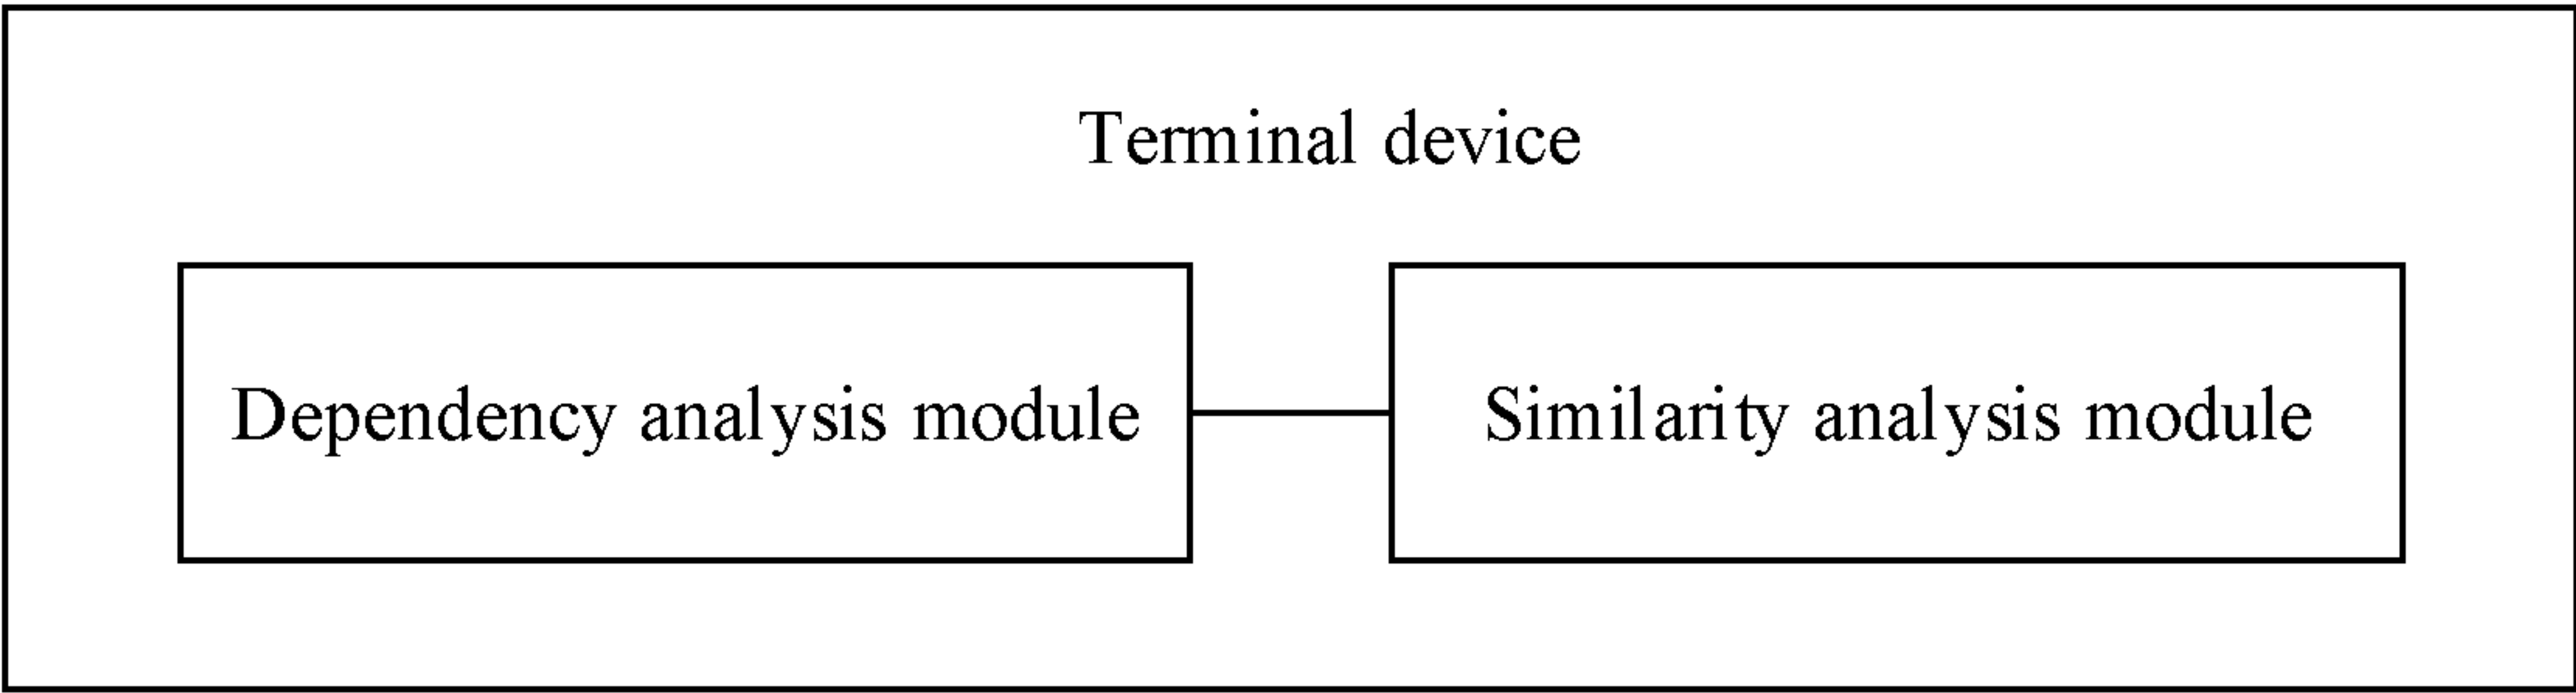 Terminal device
Dependency analysis module
Similarity analysis module